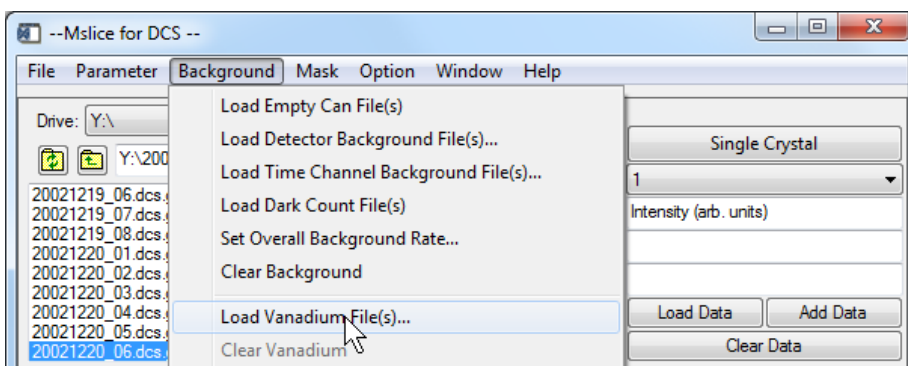 --Mslice for DCS --
File Parameter Background Mask Option Window Help
Drive: Y:\
Y:\200
20021219_06.dcs.
20021219_07.dcs.
20021219_08.dcs.
20021220_01.dcs.
20021220_02.dcs.
20021220_03.dcs.
20021220_04.dcs.
20021220_05.dcs.
20021220_06.dcs.
Load Empty Can File(s)
Load Detector Background File(s)...
Load Time Channel Background File(s)...
Load Dark Count File(s)
Set Overall Background Rate...
Clear Background
Load Vanadium File(s)...
Clear Vanadium
Single Crystal
1
Intensity (arb. units)
Load Data Add Data
Clear Data